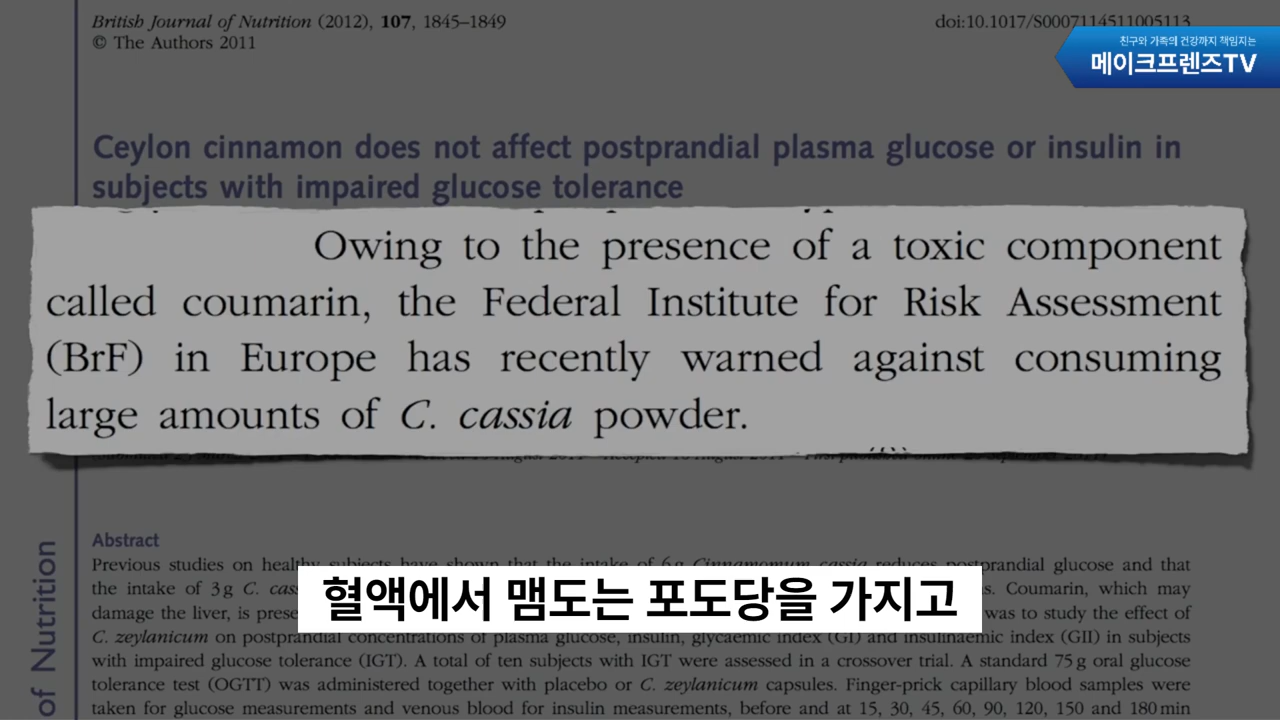 British Journal of Nutrition (2012), 107, 1845–1849
doi:10.1017/S0007114511005113
© The Authors 2011
친구와 가족의 건강까지 책임지는
메이크프렌즈TV
Ceylon cinnamon does not affect postprandial plasma glucose or insulin in
subjects with impaired glucose tolerance
Owing to the presence of a toxic component
called coumarin, the Federal Institute for Risk Assessment
(BrF) in Europe has recently warned against consuming
large amounts of C. cassia powder.
of Nutrition
Abstract
Previous studies on healthy subjects have shown that the intake of 6 g Cinnamomum cassia reduces postprandial glucose and that
the intake of 3 g C. Coumarin, which may
damage the liver, is was to study the effect of
혈액에서 맴도는 포도당을 가지고
C. zeylanicum on postprandial concentrations of plasma glucose, insulin, glycaemic index (GI) and insulinaemic index (GII) in subjects
with impaired glucose tolerance (IGT). A total of ten subjects with IGT were assessed in a crossover trial. A standard 75 g oral glucose
tolerance test (OGTT) was administered together with placebo or C. zeylanicum capsules. Finger-prick capillary blood samples were
taken for glucose measurements and venous blood for insulin measurements, before and at 15, 30, 45, 60, 90, 120, 150 and 180 min